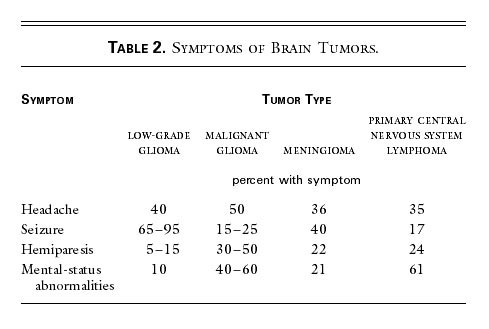 TABLE 2. SYMPTOMS OF BRAIN TUMORS.
SYMPTOM TUMOR TYPE
LOW-GRADE GLIOMA MALIGNANT GLIOMA MENINGIOMA PRIMARY CENTRAL NERVOUS SYSTEM LYMPHOMA
percent with symptom
Headache 40 50 36 35
Seizure 65–95 15–25 40 17
Hemiparesis 5–15 30–50 22 24
Mental-status 10 40–60 21 61
abnormalities